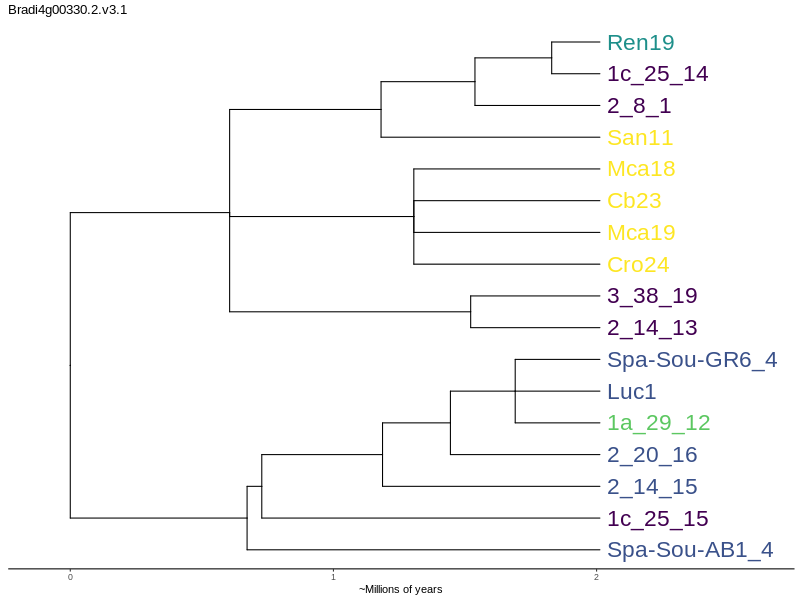 Bradi4g00330.2.v3.1
Ren19
1c_25_14
2_8_1
San11
Mca18
Cb23
Mca19
Cro24
3_38_19
2_14_13
Spa-Sou-GR6_4
Luc1
1a_29_12
2_20_16
2_14_15
1c_25_15
Spa-Sou-AB1_4
0 1 2
~Millions of years